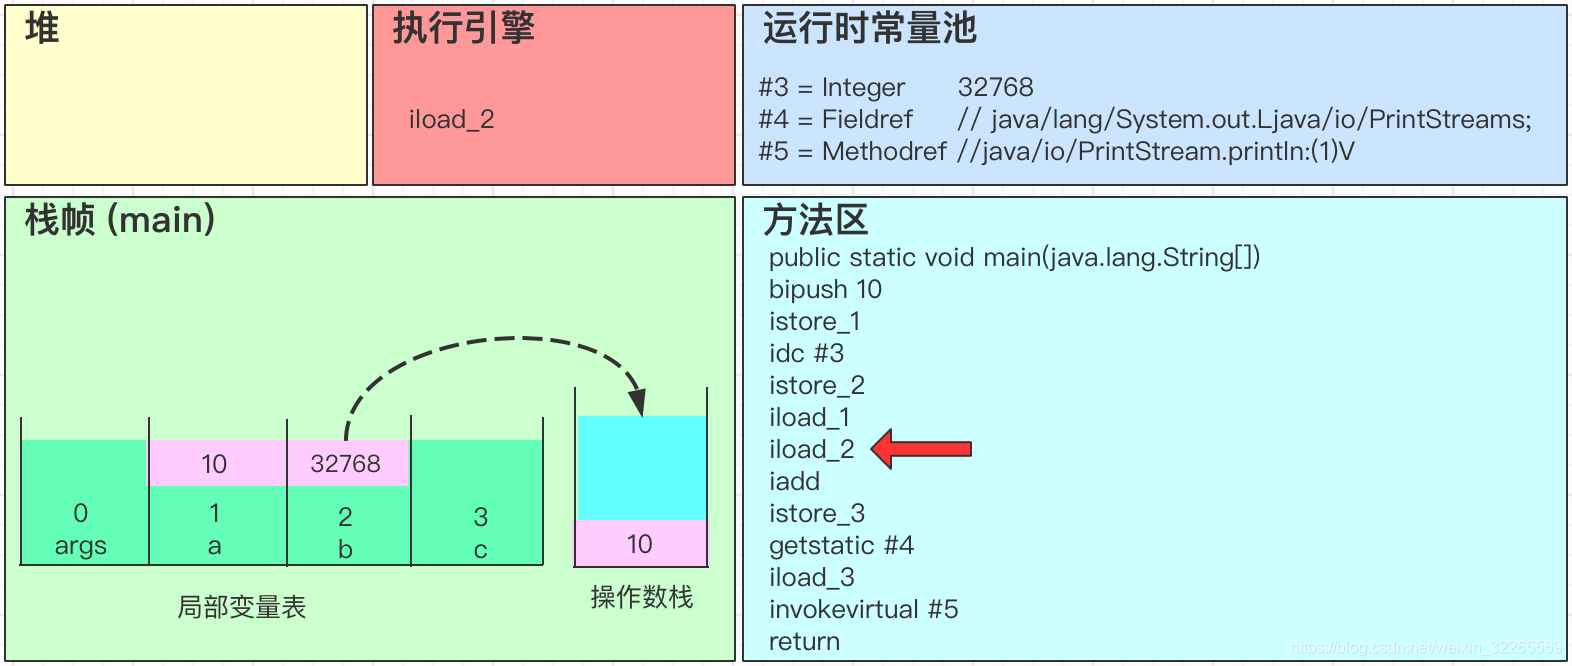 堆
执行引擎
iload_2
运行时常量池
#3 = Integer 32768
#4 = Fieldref // java/lang/System.out.Ljava/io/PrintStreams;
#5 = Methodref //java/io/PrintStream.println:(1)V
栈帧 (main)
10 32768
0 1 2 3
args a b c
局部变量表
10
操作数栈
方法区
public static void main(java.lang.String[])
bipush 10
istore_1
idc #3
istore_2
iload_1
iload_2
iadd
istore_3
getstatic #4
iload_3
invokevirtual #5
return
https://blog.csdn.net/weixin_32265569